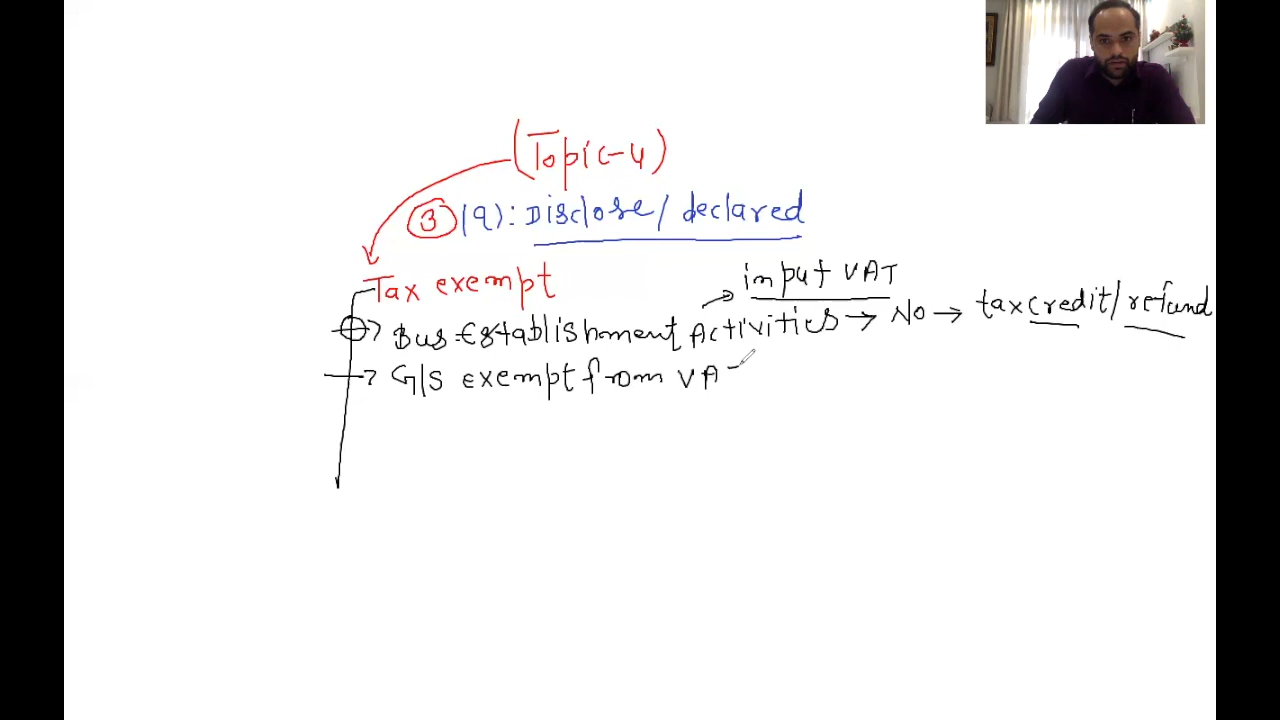 (Topic-4)
3 (9): Disclose/ declared
Tax exempt
input VAT
Bus. Establishment Activities → No → tax credit/ refund
G/S exempt from VA